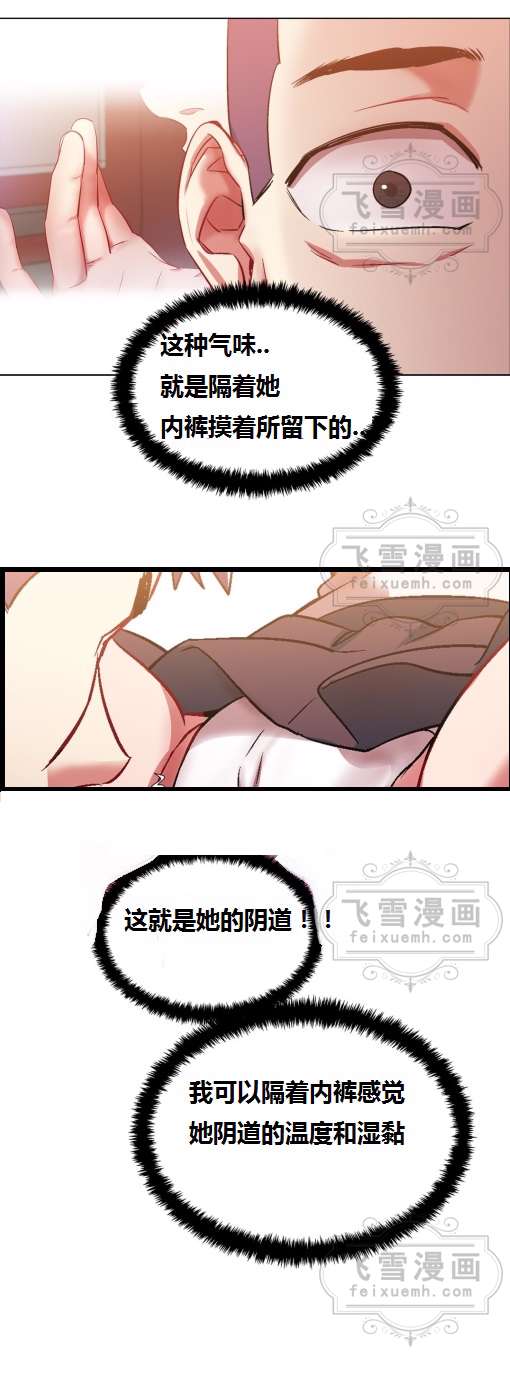 飞雪漫画
feixuemh.com
这种气味..
就是隔着她
内裤摸着所留下的..
飞雪漫画
feixuemh.com
这就是她的阴道！！
飞雪漫画
feixuemh.com
我可以隔着内裤感觉
她阴道的温度和湿黏
飞雪漫画
feixuemh.com